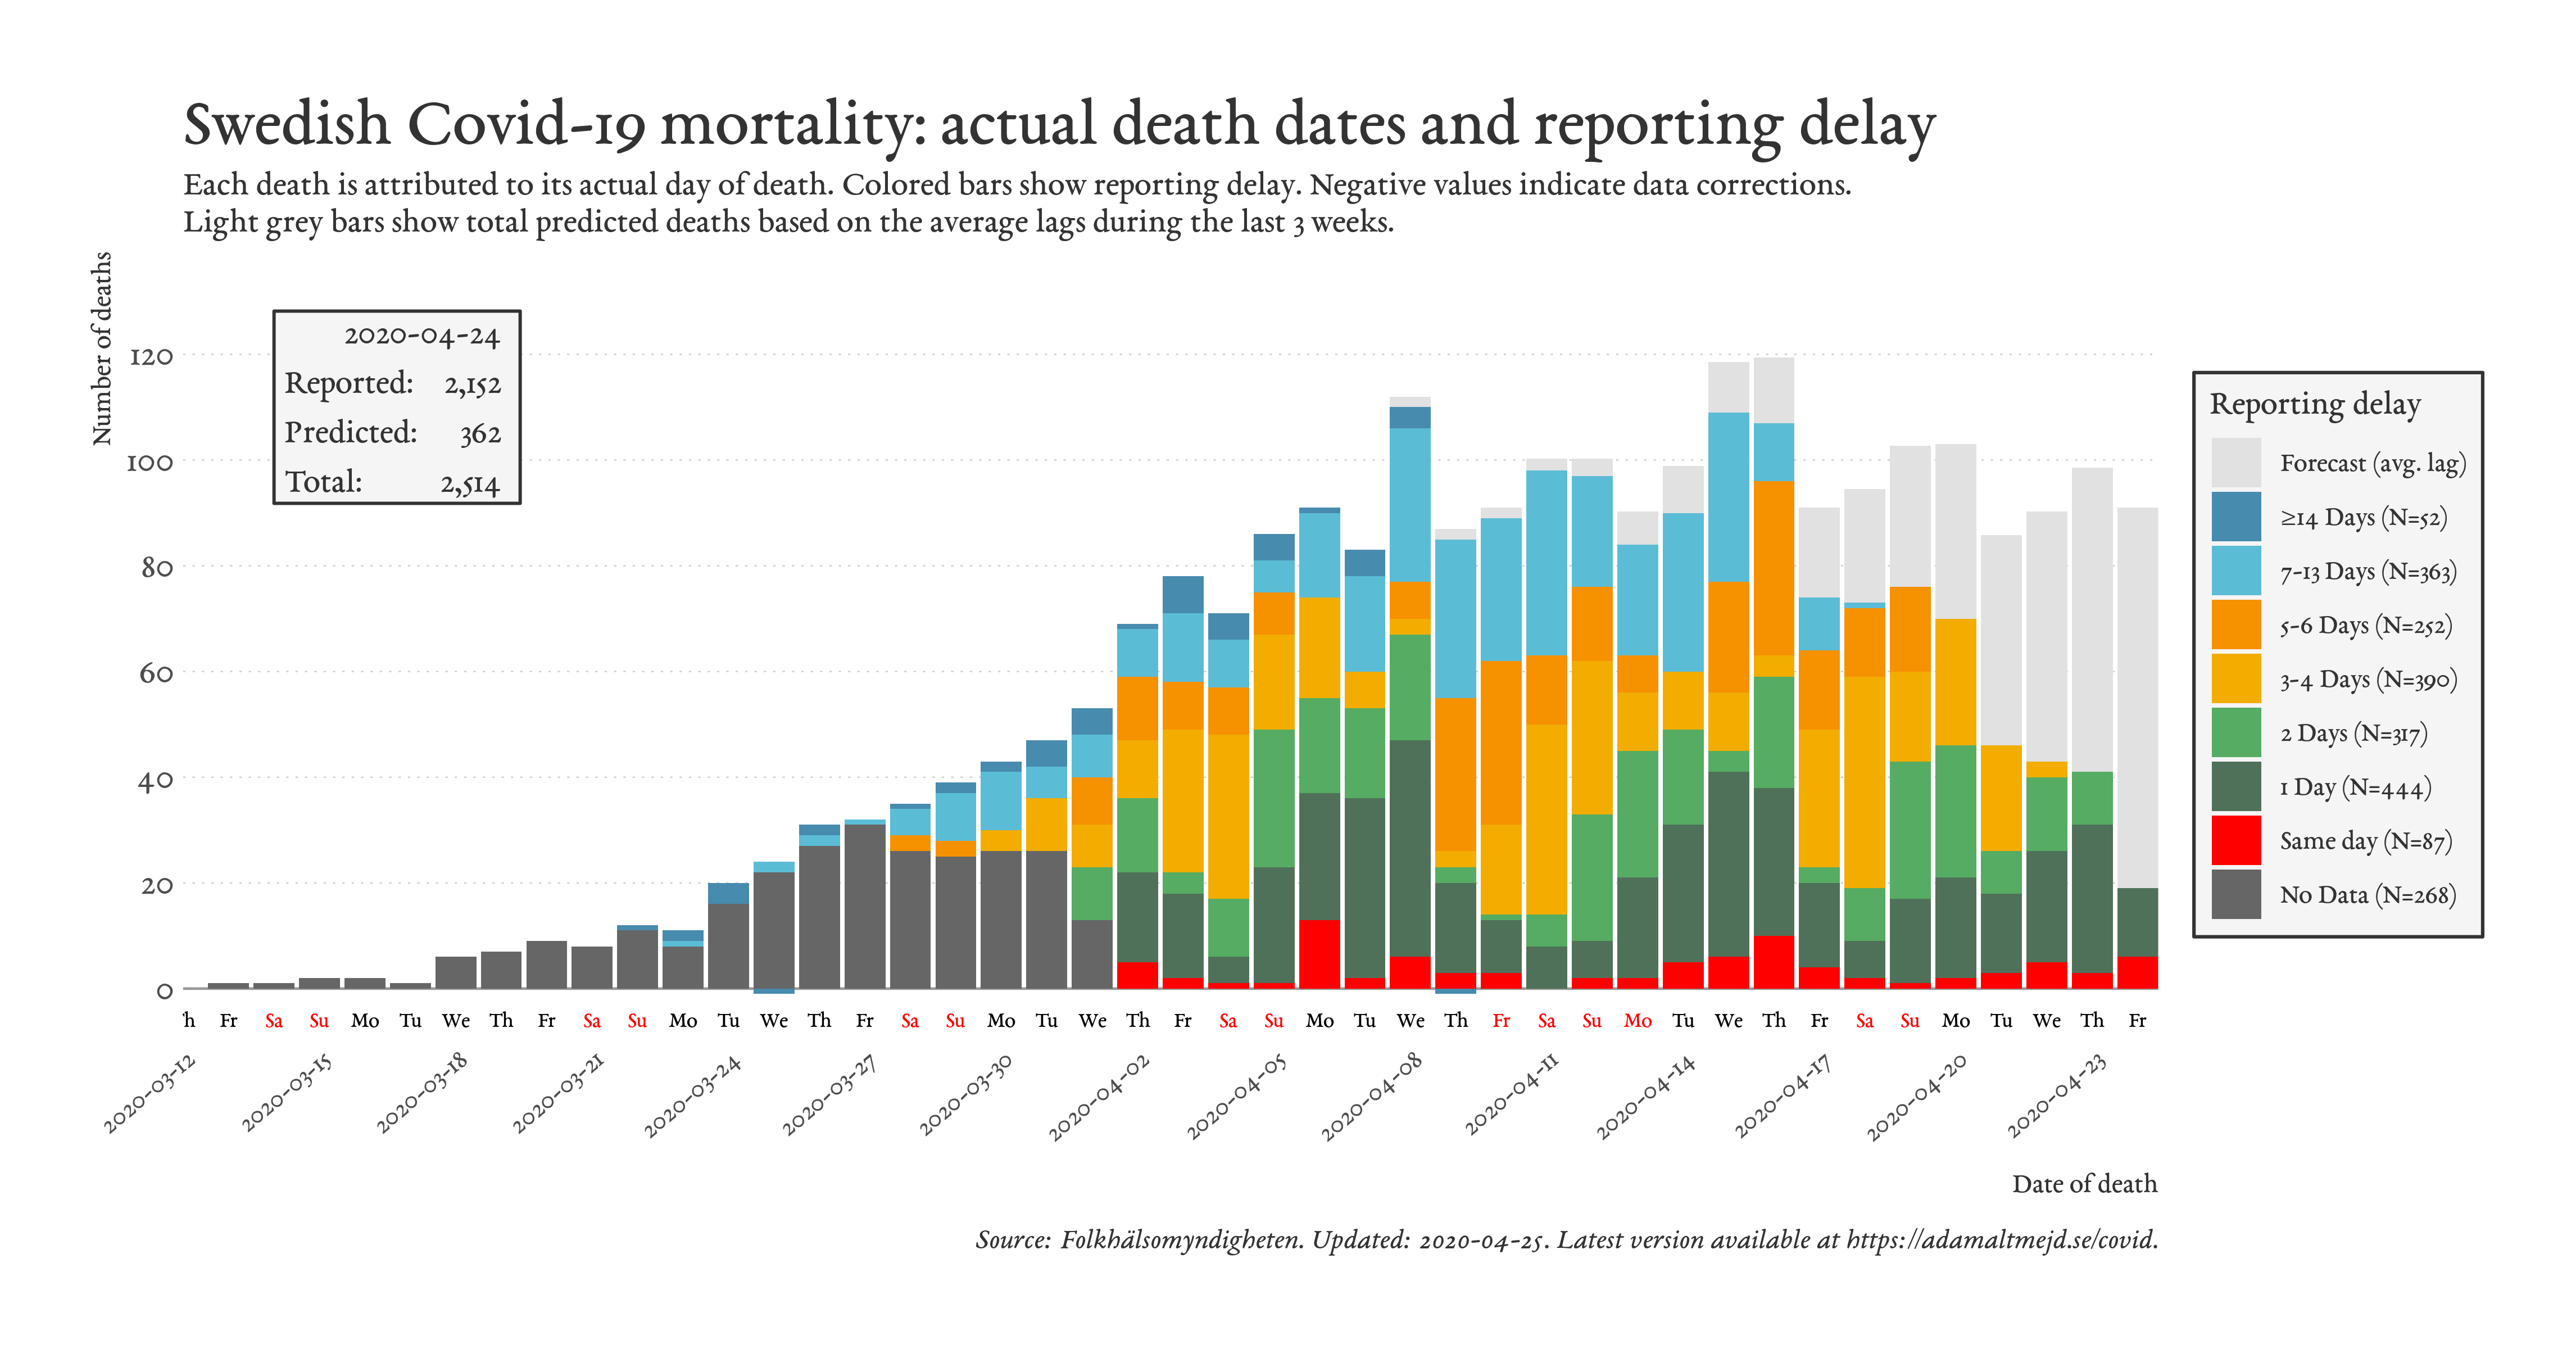 Swedish Covid-19 mortality: actual death dates and reporting delay
Each death is attributed to its actual day of death. Colored bars show reporting delay. Negative values indicate data corrections.
Light grey bars show total predicted deaths based on the average lags during the last 3 weeks.
Number of deaths
2020-04-24
Reported: 2,152
Predicted: 362
Total: 2,514
120
100
80
60
40
20
0
Reporting delay
Forecast (avg. lag)
≥14 Days (N=52)
7-13 Days (N=363)
5-6 Days (N=252)
3-4 Days (N=390)
2 Days (N=317)
1 Day (N=444)
Same day (N=87)
No Data (N=268)
h Fr Sa Su Mo Tu We Th Fr Sa Su Mo Tu We Th Fr Sa Su Mo Tu We Th Fr Sa Su Mo Tu We Th Fr Sa Su Mo Tu We Th Fr Sa Su Mo Tu We Th Fr
2020-03-12 2020-03-15 2020-03-18 2020-03-21 2020-03-24 2020-03-27 2020-03-30 2020-04-02 2020-04-05 2020-04-08 2020-04-11 2020-04-14 2020-04-17 2020-04-20 2020-04-23
Date of death
Source: Folkhälsomyndigheten. Updated: 2020-04-25. Latest version available at https://adamaltmejd.se/covid.